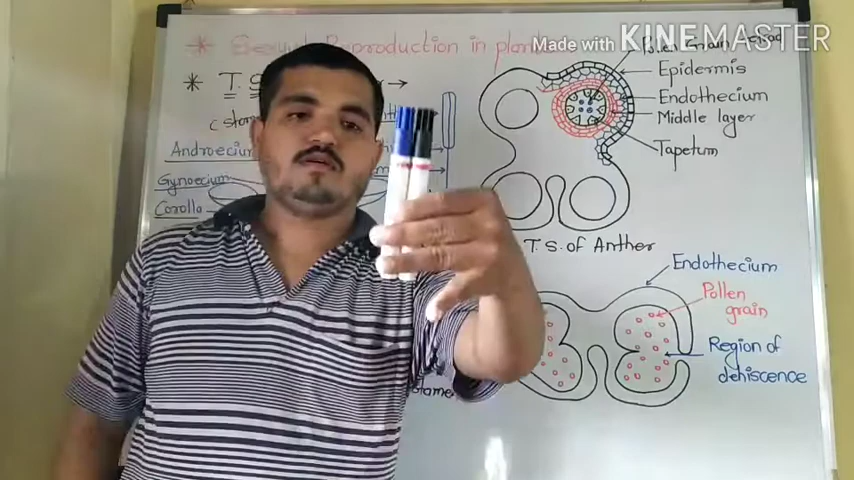 Made with KINEMASTER
* Sexual Reproduction in plant
* T.S.
Androecium
Gynoecium
Corolla
Epidermis
Endothecium
Middle layer
Tapetum
T.S. of Anther
Endothecium
Pollen
grain
Region of
dehiscence